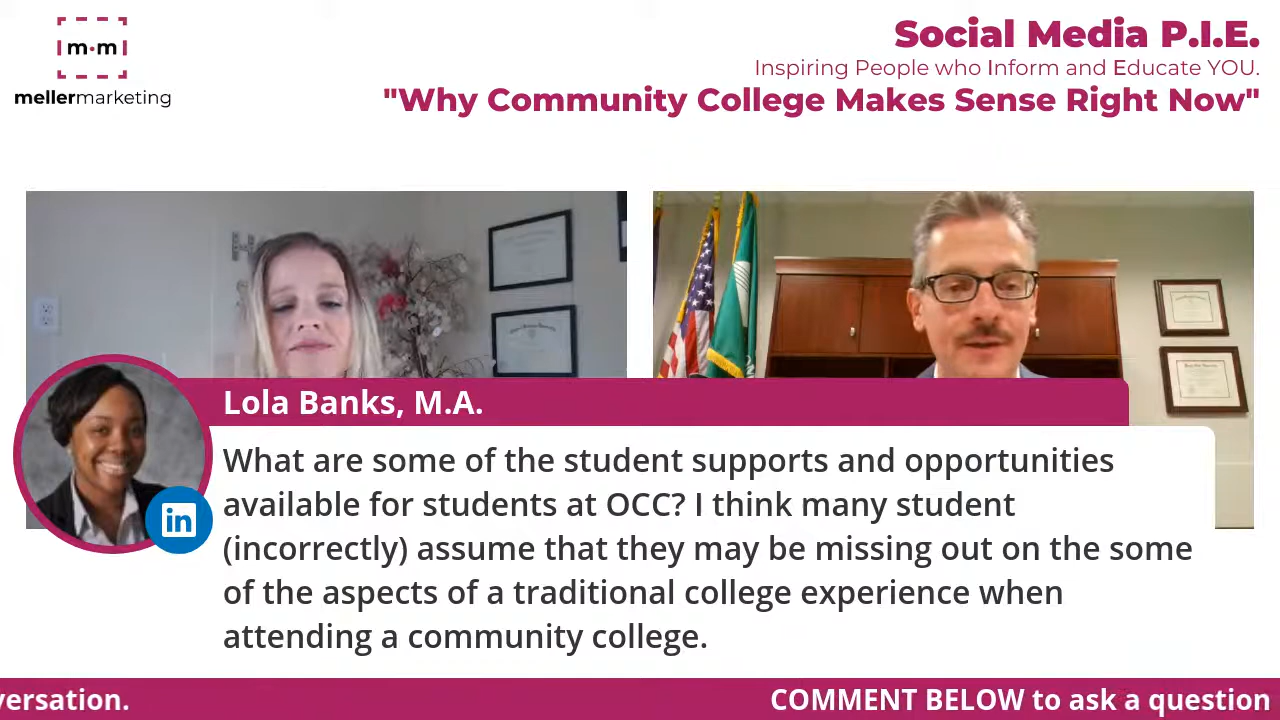 m·m
mellermarketing
Social Media P.I.E.
Inspiring People who Inform and Educate YOU.
"Why Community College Makes Sense Right Now"
Lola Banks, M.A.
What are some of the student supports and opportunities
available for students at OCC? I think many student
(incorrectly) assume that they may be missing out on the some
of the aspects of a traditional college experience when
attending a community college.
in
versation.
COMMENT BELOW to ask a question